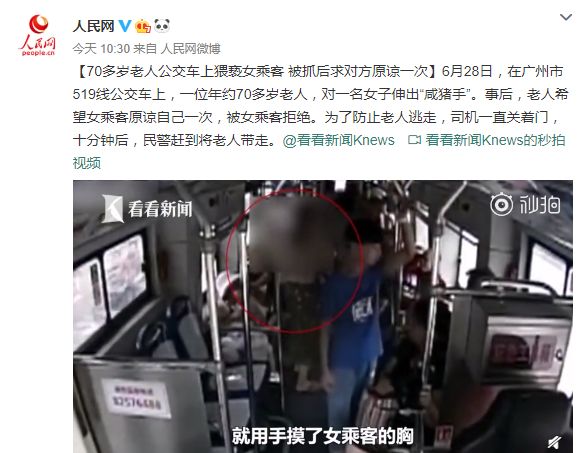 人民网
今天 10:30 来自 人民网微博
人民网
people.cn
【70多岁老人公交车上猥亵女乘客 被抓后求对方原谅一次】6月28日，在广州市
519线公交车上，一位年约70多岁老人，对一名女子伸出“咸猪手”。事后，老人希
望女乘客原谅自己一次，被女乘客拒绝。为了防止老人逃走，司机一直关着门，
十分钟后，民警赶到将老人带走。@看看新闻Knews 看看新闻Knews的秒拍
视频
看看新闻
秒拍
82576488
就用手摸了女乘客的胸